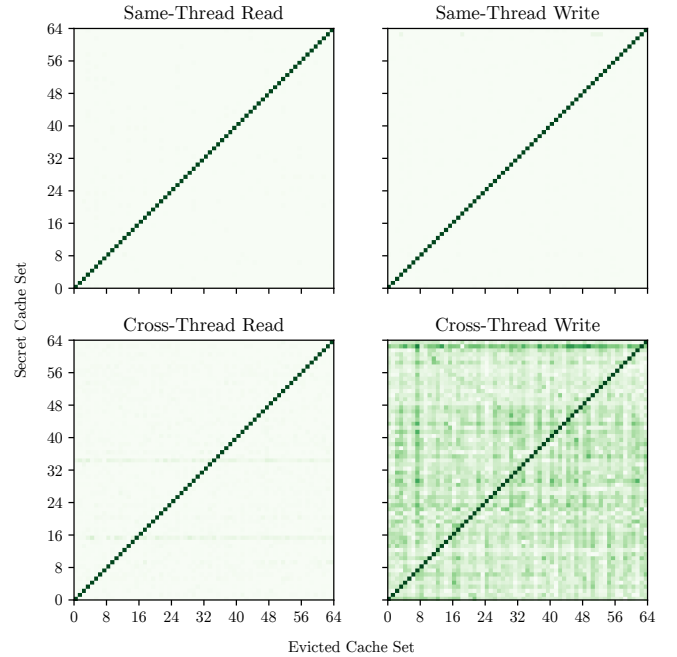 Same-Thread Read
Same-Thread Write
64
56
48
40
32
24
16
8
0
Cross-Thread Read
Cross-Thread Write
64
56
48
40
32
24
16
8
0
0 8 16 24 32 40 48 56 64
0 8 16 24 32 40 48 56 64
Secret Cache Set
Evicted Cache Set